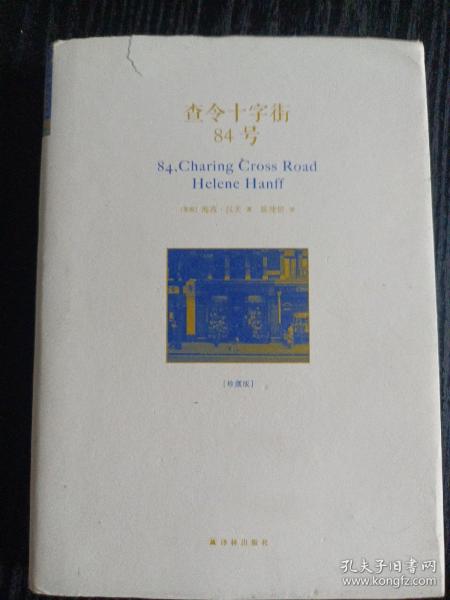 查令十字街
84号
84, Charing Cross Road
Helene Hanff
[美国] 海莲·汉芙 著 陈建铭 译
[珍藏版]
译林出版社
孔夫子旧书网
www.kongfz.com